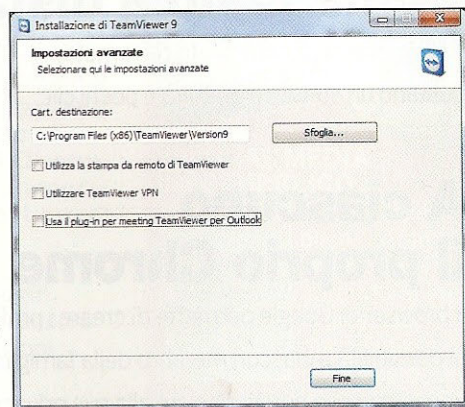 Installazione di TeamViewer 9
Impostazioni avanzate
Selezionare qui le impostazioni avanzate
Cart. destinazione:
C:\Program Files (x86)\TeamViewer\Version9
Sfoglia...
Utilizza la stampa da remoto di TeamViewer
Utilizzare TeamViewer VPN
Usa il plug-in per meeting TeamViewer per Outlook
Fine